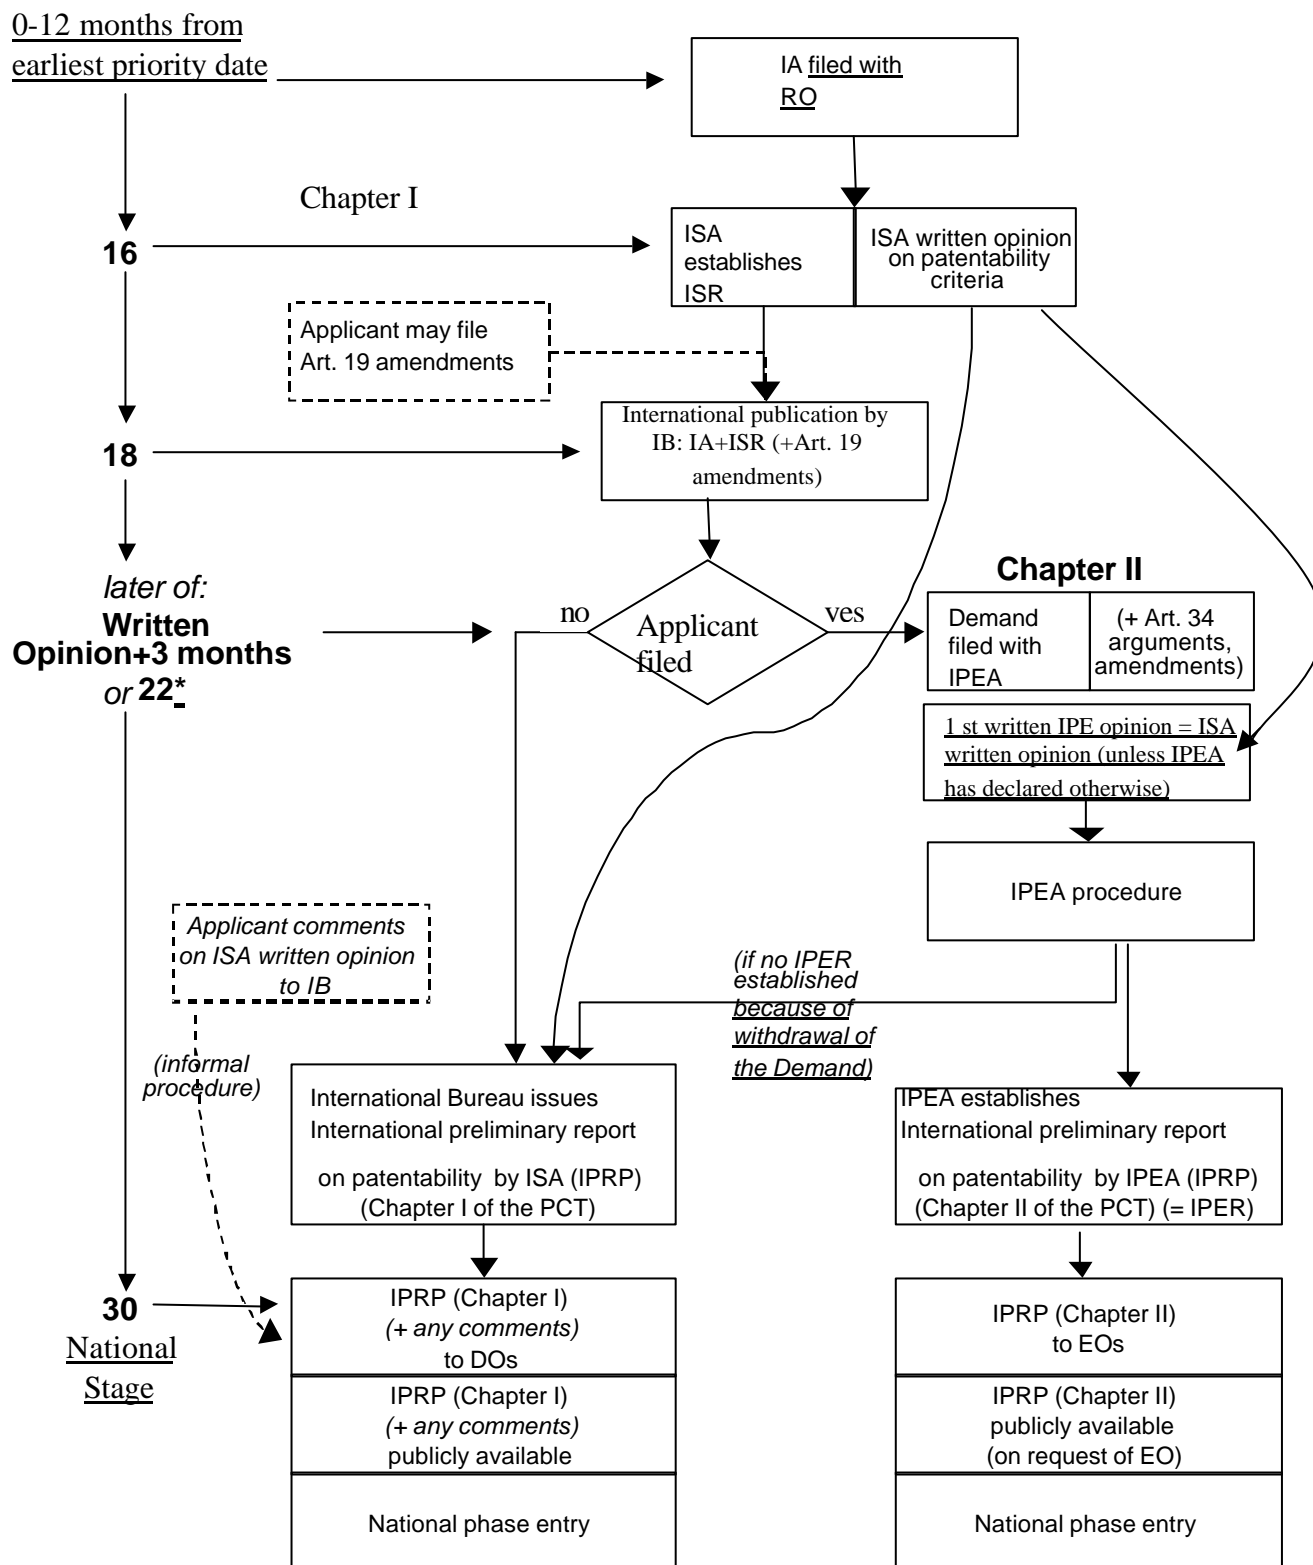 0-12 months from
earliest priority date
IA filed with
RO
Chapter I
16
ISA
establishes
ISR
ISA written opinion
on patentability
criteria
Applicant may file
Art. 19 amendments
18
International publication by
IB: IA+ISR (+Art. 19
amendments)
later of:
Written
Opinion+3 months
or 22*
no
Applicant
filed
yes
Chapter II
Demand
filed with
IPEA
(+ Art. 34
arguments,
amendments)
1 st written IPE opinion = ISA
written opinion (unless IPEA
has declared otherwise)
IPEA procedure
Applicant comments
on ISA written opinion
to IB
(if no IPER
established
because of
withdrawal of
the Demand)
(informal
procedure)
International Bureau issues
International preliminary report
on patentability by ISA (IPRP)
(Chapter I of the PCT)
IPEA establishes
International preliminary report
on patentability by IPEA (IPRP)
(Chapter II of the PCT) (= IPER)
30
National
Stage
IPRP (Chapter I)
(+ any comments)
to DOs
IPRP (Chapter II)
to EOs
IPRP (Chapter I)
(+ any comments)
publicly available
IPRP (Chapter II)
publicly available
(on request of EO)
National phase entry
National phase entry